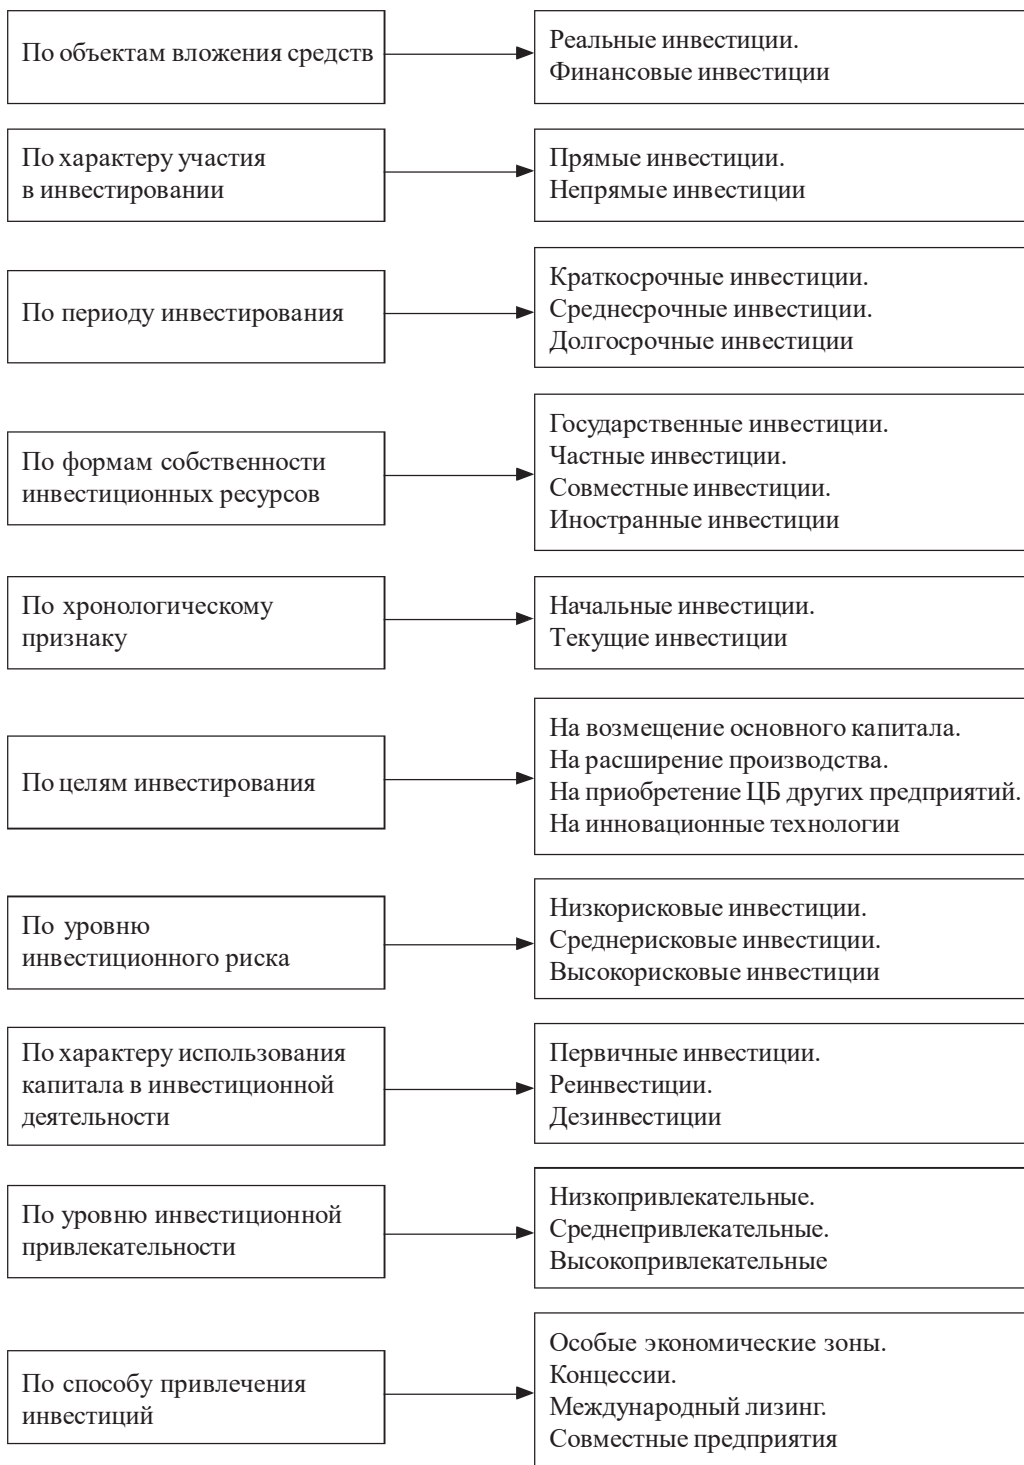 По объектам вложения средств
Реальные инвестиции.
Финансовые инвестиции
По характеру участия
в инвестировании
Прямые инвестиции.
Непрямые инвестиции
По периоду инвестирования
Краткосрочные инвестиции.
Среднесрочные инвестиции.
Долгосрочные инвестиции
По формам собственности
инвестиционных ресурсов
Государственные инвестиции.
Частные инвестиции.
Совместные инвестиции.
Иностранные инвестиции
По хронологическому
признаку
Начальные инвестиции.
Текущие инвестиции
По целям инвестирования
На возмещение основного капитала.
На расширение производства.
На приобретение ЦБ других предприятий.
На инновационные технологии
По уровню
инвестиционного риска
Низкорисковые инвестиции.
Среднерисковые инвестиции.
Высокорисковые инвестиции
По характеру использования
капитала в инвестиционной
деятельности
Первичные инвестиции.
Реинвестиции.
Дезинвестиции
По уровню инвестиционной
привлекательности
Низкопривлекательные.
Среднепривлекательные.
Высокопривлекательные
По способу привлечения
инвестиций
Особые экономические зоны.
Концессии.
Международный лизинг.
Совместные предприятия